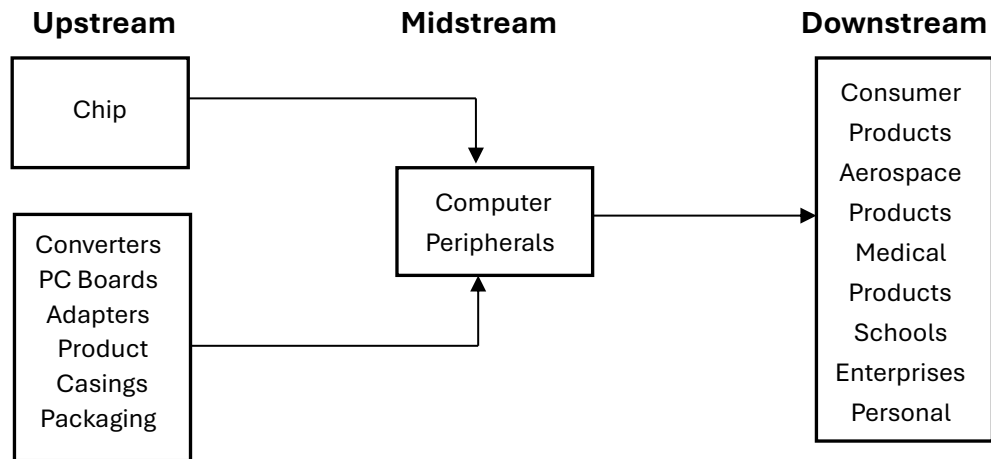 Upstream
Midstream
Downstream
Chip
Converters
PC Boards
Adapters
Product
Casings
Packaging
Computer
Peripherals
Consumer
Products
Aerospace
Products
Medical
Products
Schools
Enterprises
Personal